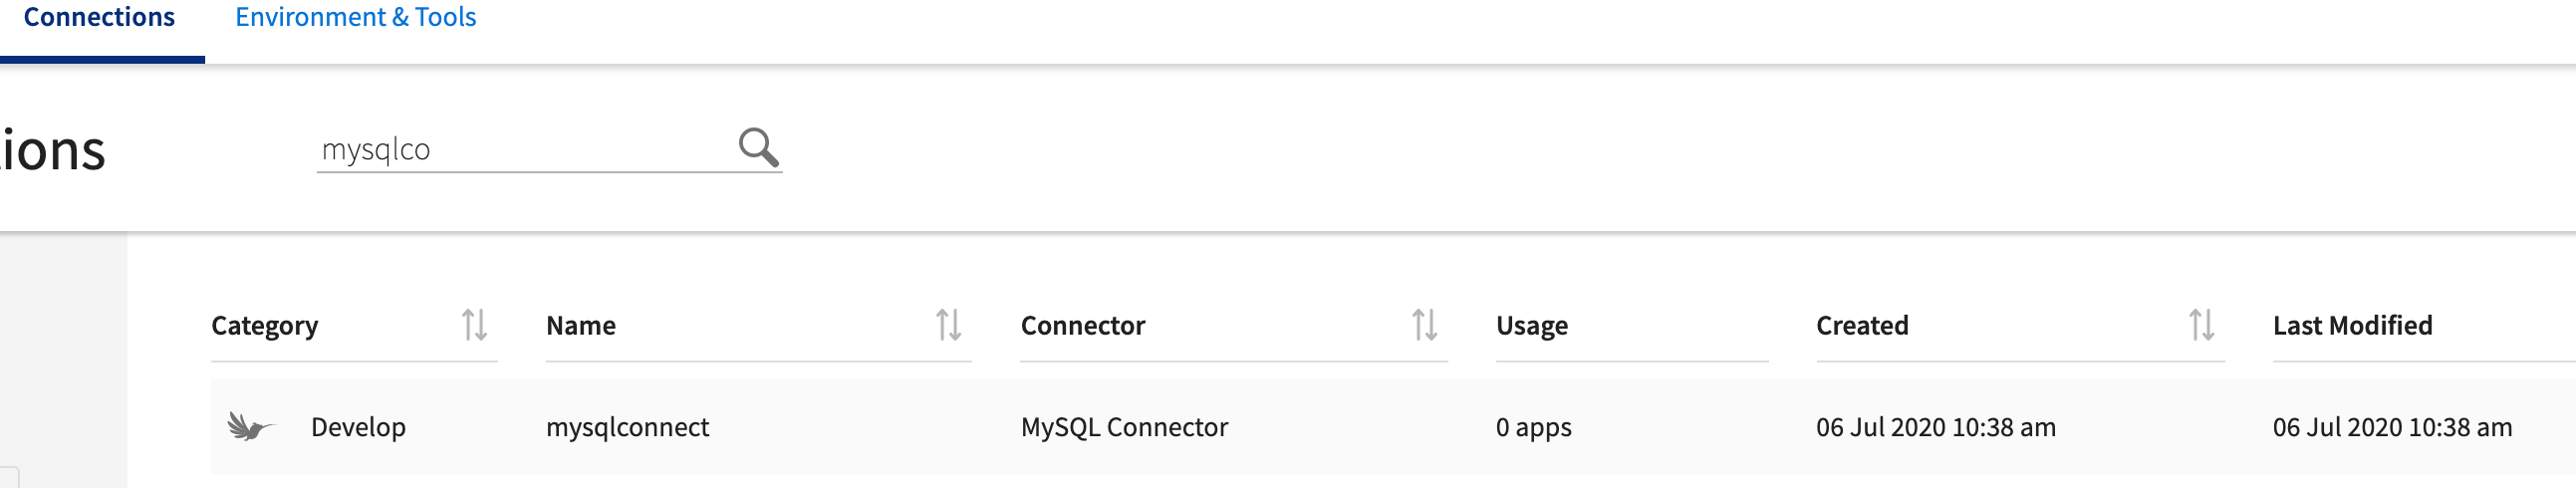 Connections Environment & Tools
ions mysqlco
Category Name Connector Usage Created Last Modified
Develop mysqlconnect MySQL Connector 0 apps 06 Jul 2020 10:38 am 06 Jul 2020 10:38 am